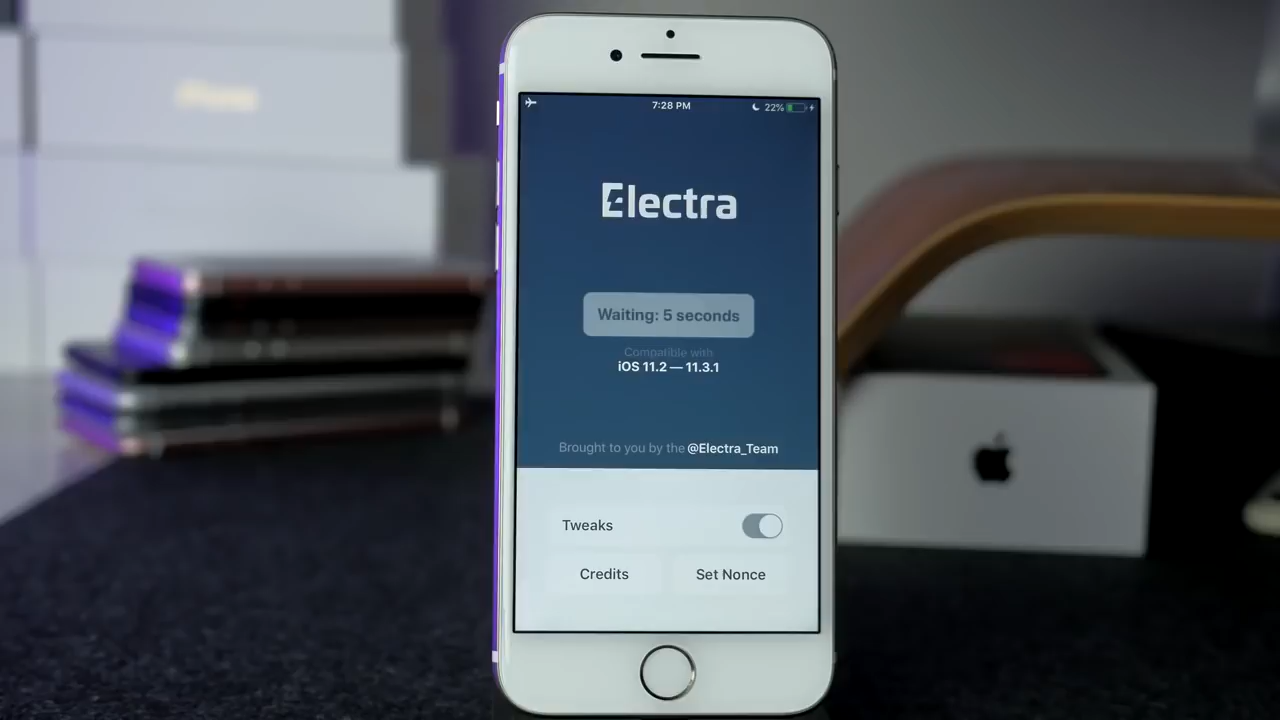 7:28 PM
22%
Electra
Waiting: 5 seconds
Compatible with
iOS 11.2 — 11.3.1
Brought to you by the @Electra_Team
Tweaks
Credits
Set Nonce